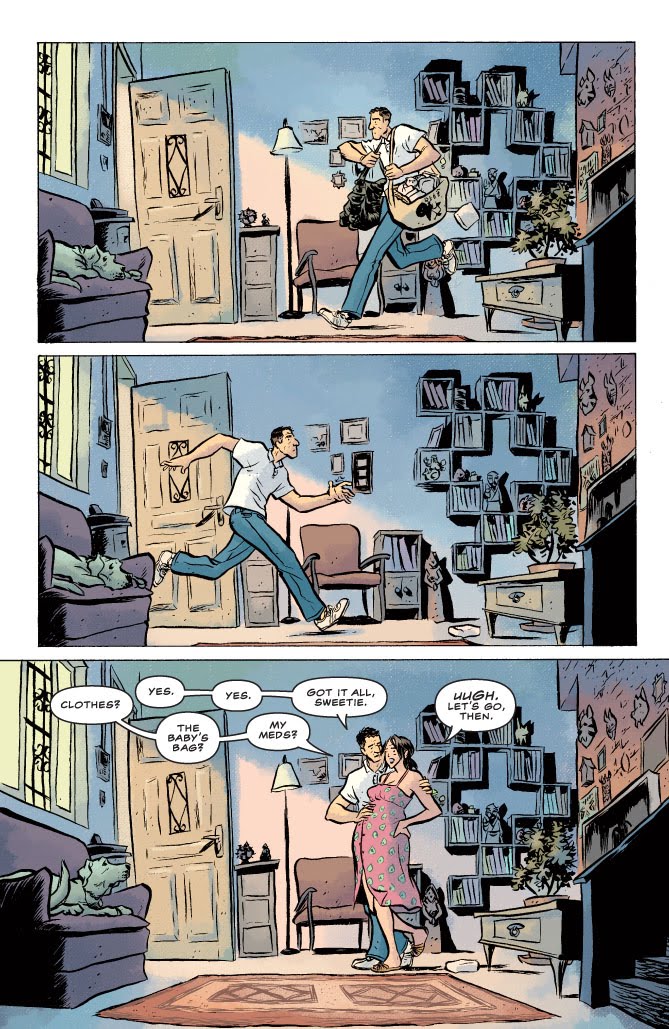 CLOTHES?
YES.
THE
BABY'S
BAG?
YES.
MY
MEDS?
GOT IT ALL,
SWEETIE.
UUGH.
LET'S GO,
THEN.